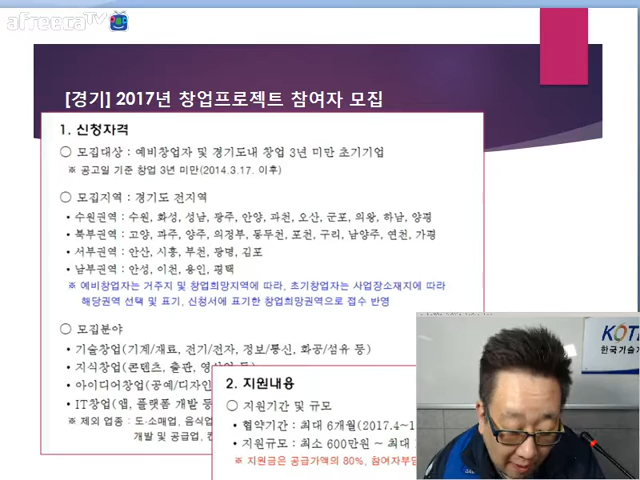 afreecaTV
[경기] 2017년 창업프로젝트 참여자 모집
1. 신청자격
○ 모집대상 : 예비창업자 및 경기도내 창업 3년 미만 초기기업
※ 공고일 기준 창업 3년 미만(2014.3.17. 이후)
○ 모집지역 : 경기도 전지역
• 수원권역 : 수원, 화성, 성남, 광주, 안양, 과천, 오산, 군포, 의왕, 하남, 양평
• 북부권역 : 고양, 파주, 양주, 의정부, 동두천, 포천, 구리, 남양주, 연천, 가평
• 서부권역 : 안산, 시흥, 부천, 광명, 김포
• 남부권역 : 안성, 이천, 용인, 평택
※ 예비창업자는 거주지 및 창업희망지역에 따라, 초기창업자는 사업장소재지에 따라
해당권역 선택 및 표기, 신청서에 표기한 창업희망권역으로 접수 반영
○ 모집분야
• 기술창업(기계/재료, 전기/전자, 정보/통신, 화공/섬유 등)
• 지식창업(콘텐츠, 출판,
• 아이디어창업(공예/디자인
• IT창업(앱, 플랫폼 개발 등
※ 제외 업종 : 도·소매업, 음식업
개발 및 공급업,
2. 지원내용
○ 지원기간 및 규모
• 협약기간 : 최대 6개월(2017.4~1
• 지원규모 : 최소 600만원 ~ 최대
※ 지원금은 공급가액의 80%, 참여자부담
KOT
한국기술